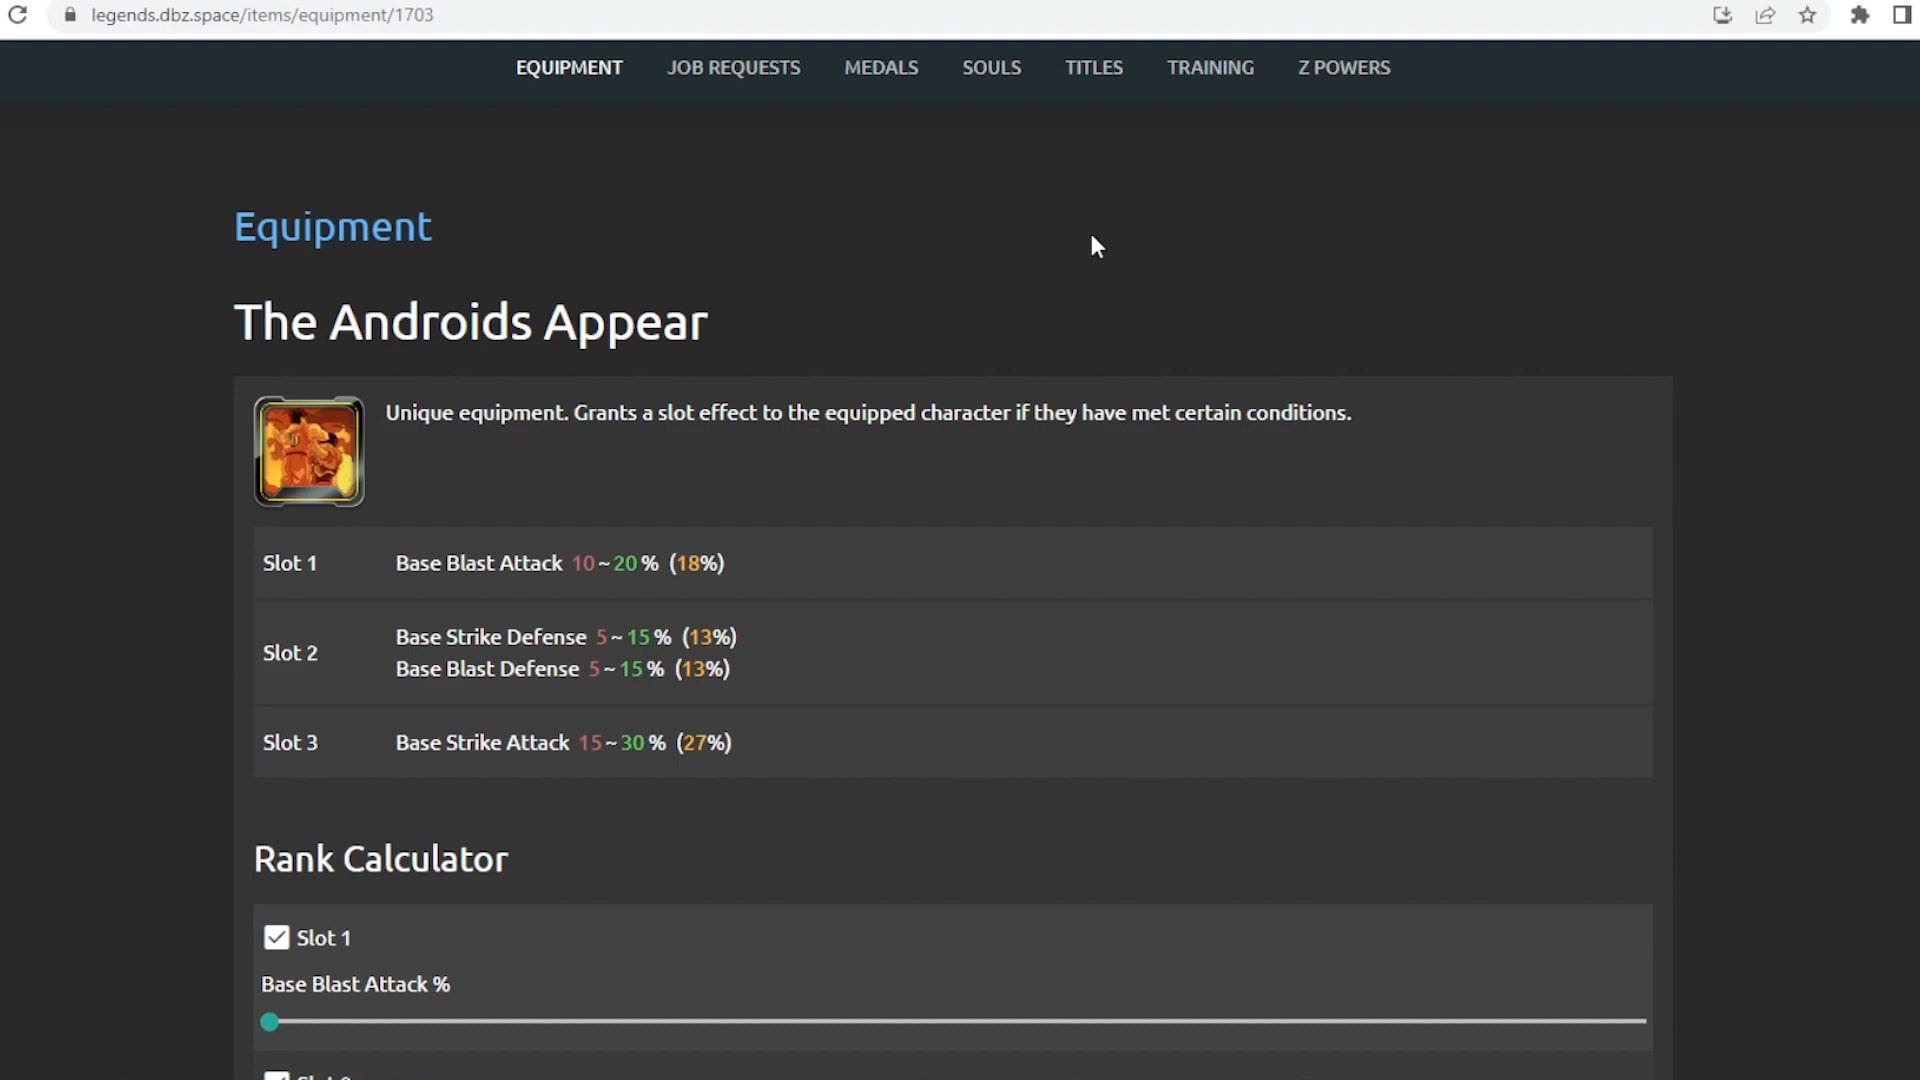 legends.dbz.space/items/equipment/1703
EQUIPMENT JOB REQUESTS MEDALS SOULS TITLES TRAINING Z POWERS
Equipment
The Androids Appear
Unique equipment. Grants a slot effect to the equipped character if they have met certain conditions.
Slot 1 Base Blast Attack 10 ~ 20 % (18%)
Base Strike Defense 5 ~ 15 % (13%)
Slot 2
Base Blast Defense 5 ~ 15 % (13%)
Slot 3 Base Strike Attack 15 ~ 30 % (27%)
Rank Calculator
Slot 1
Base Blast Attack %